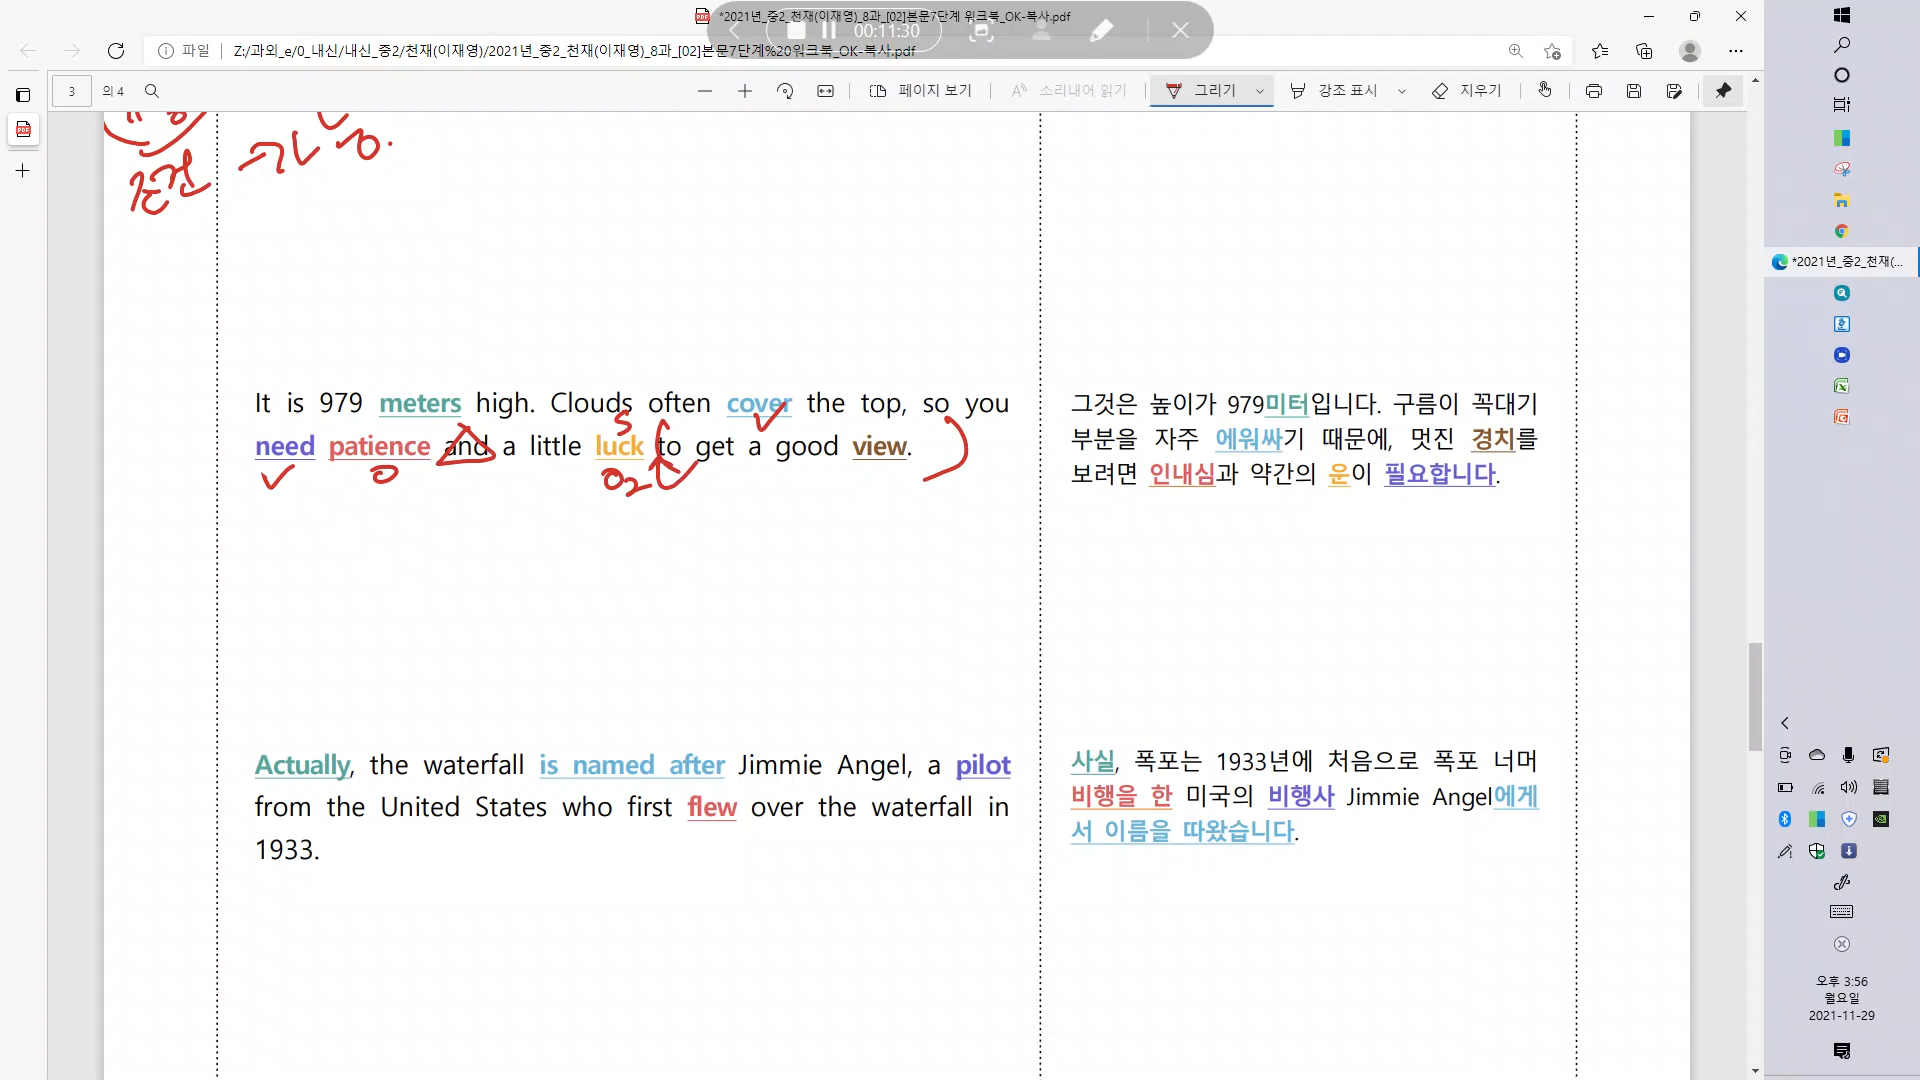 *2021년_중2_천재(이재영)_8과_[02]본문7단계 워크북_OK-복사.pdf
00:11:30
파일
Z:/과외_e/0_내신/내신_중2/천재(이재영)/2021년_중2_천재(이재영)_8과_[02]본문7단계%20워크북_OK-복사.pdf
3 의 4 페이지 보기 소리내어 읽기 그리기 강조 표시 지우기
조건
It is 979 meters high. Clouds often cover the top, so you
need patience and a little luck to get a good view.
S
O
O2
그것은 높이가 979미터입니다. 구름이 꼭대기
부분을 자주 에워싸기 때문에, 멋진 경치를
보려면 인내심과 약간의 운이 필요합니다.
Actually, the waterfall is named after Jimmie Angel, a pilot
from the United States who first flew over the waterfall in
1933.
사실, 폭포는 1933년에 처음으로 폭포 너머
비행을 한 미국의 비행사 Jimmie Angel에게
서 이름을 따왔습니다.
*2021년_중2_천재(...
오후 3:56
월요일
2021-11-29